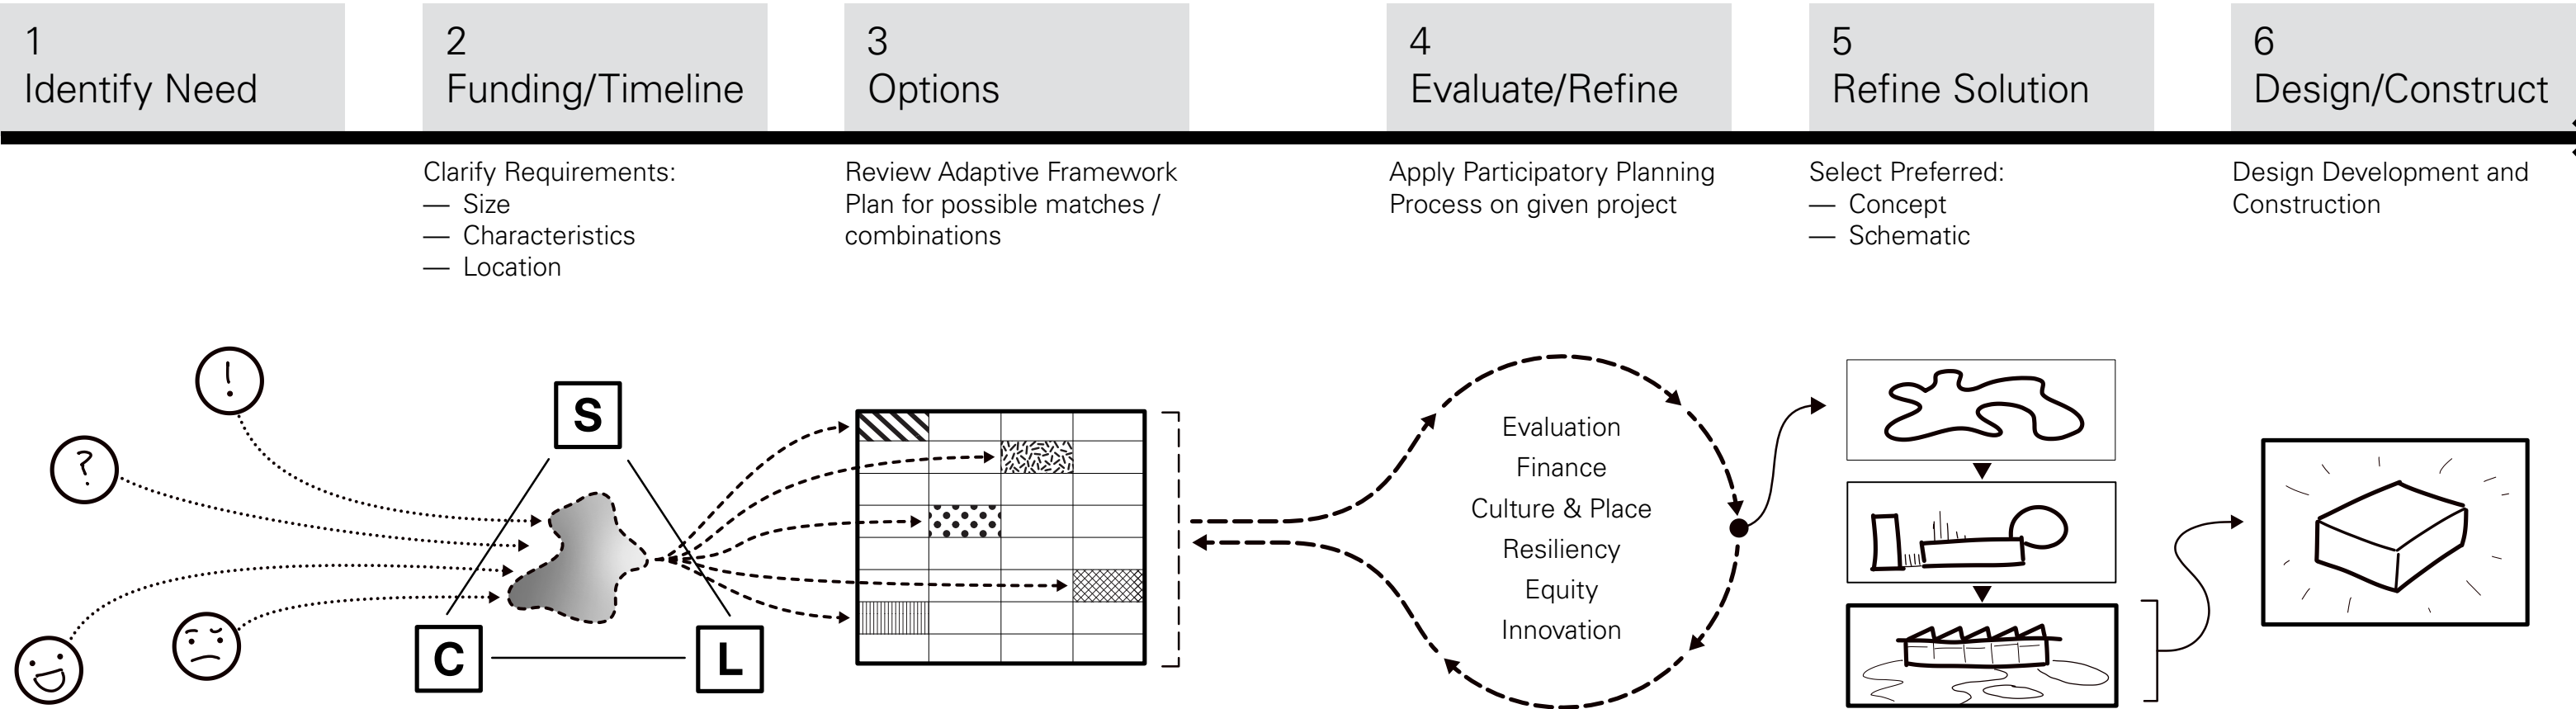 1
Identify Need
2
Funding/Timeline
3
Options
4
Evaluate/Refine
5
Refine Solution
6
Design/Construct
Clarify Requirements:
— Size
— Characteristics
— Location
Review Adaptive Framework
Plan for possible matches /
combinations
Apply Participatory Planning
Process on given project
Select Preferred:
— Concept
— Schematic
Design Development and
Construction
!
?
S
C
L
Evaluation
Finance
Culture & Place
Resiliency
Equity
Innovation